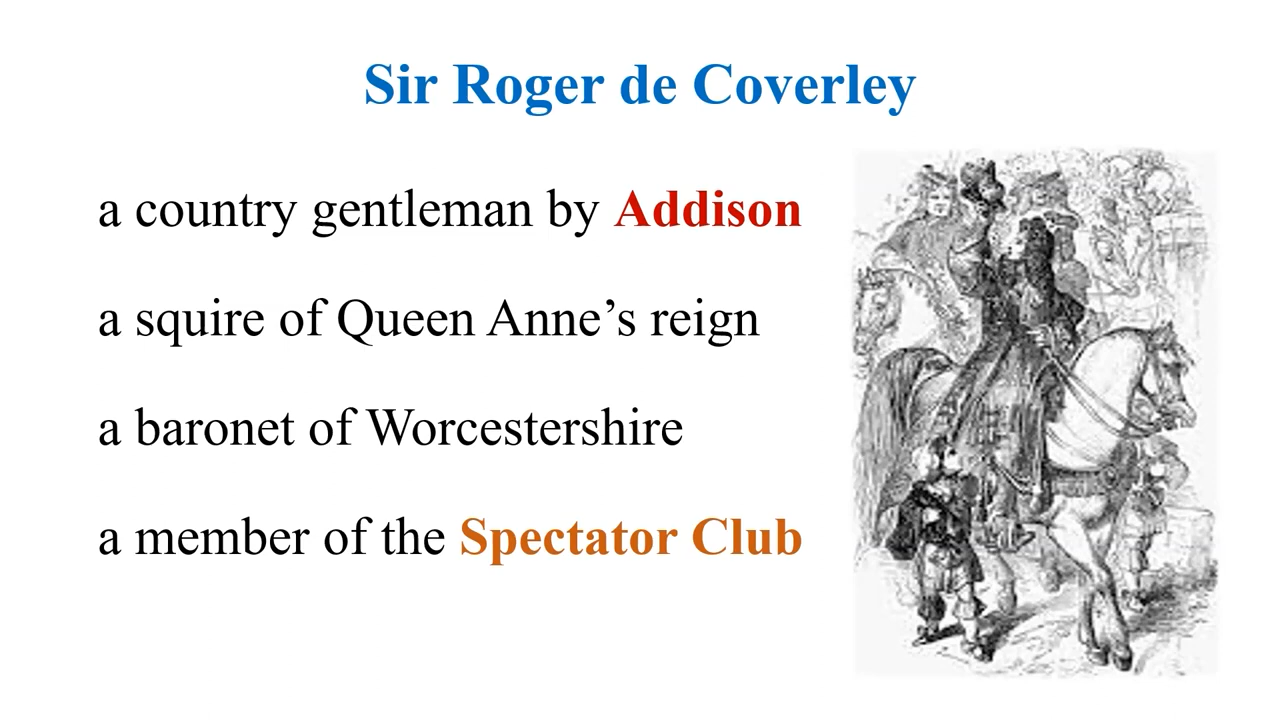 Sir Roger de Coverley
a country gentleman by Addison
a squire of Queen Anne’s reign
a baronet of Worcestershire
a member of the Spectator Club